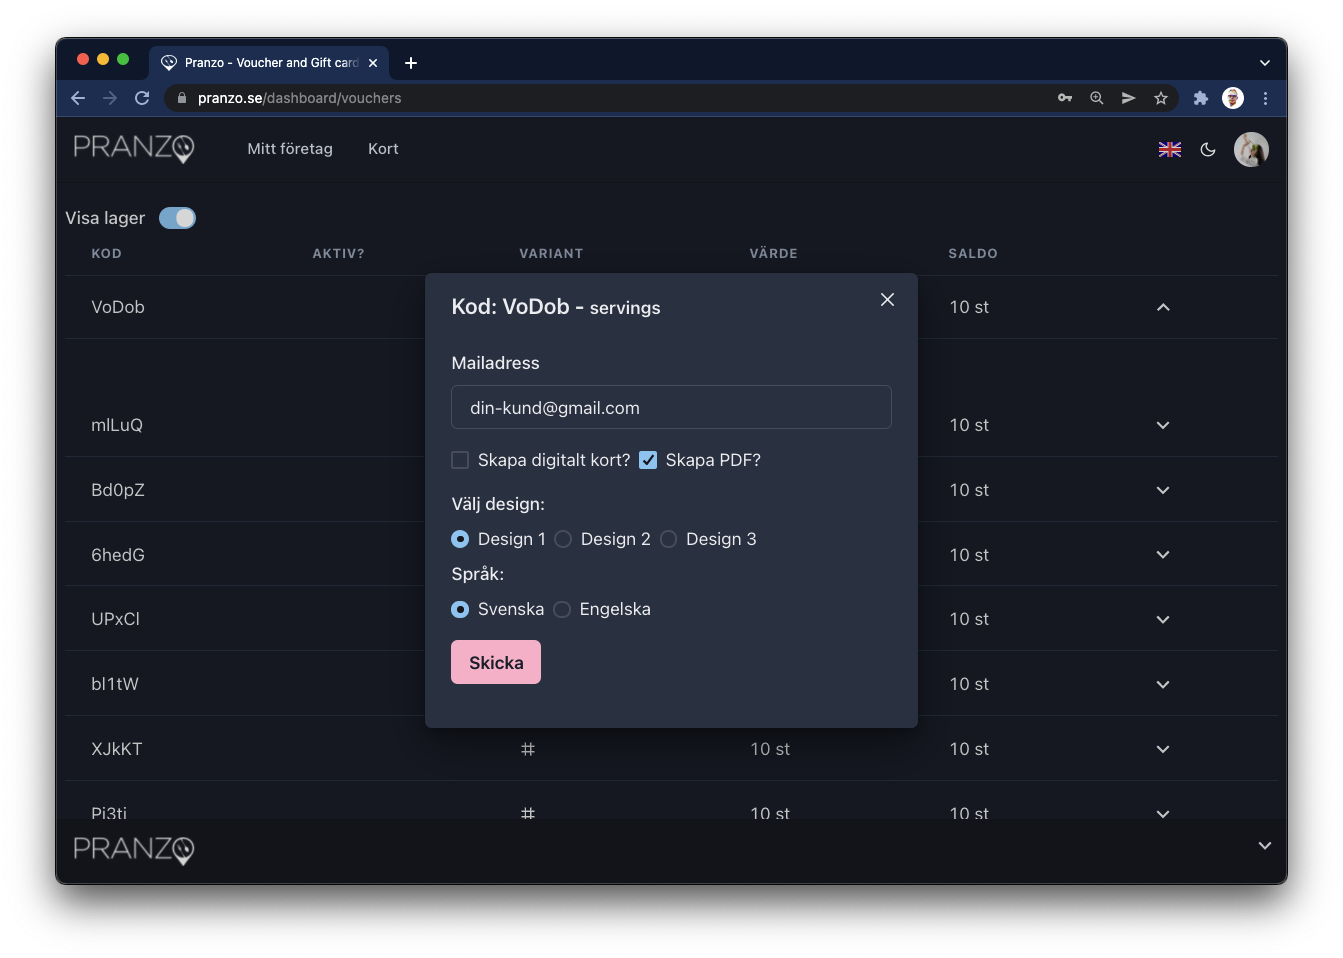 Pranzo - Voucher and Gift card
pranzo.se/dashboard/vouchers
PRANZO
Mitt företag
Kort
Visa lager
KOD AKTIV? VARIANT VÄRDE SALDO
VoDob 10 st
Kod: VoDob - servings
Mailadress
din-kund@gmail.com
Skapa digitalt kort? Skapa PDF?
Välj design:
Design 1 Design 2 Design 3
Språk:
Svenska Engelska
Skicka
mlLuQ 10 st
Bd0pZ 10 st
6hedG 10 st
UPxCl 10 st
bl1tW 10 st
XJkKT # 10 st 10 st
Pi3ti # 10 st 10 st
PRANZO